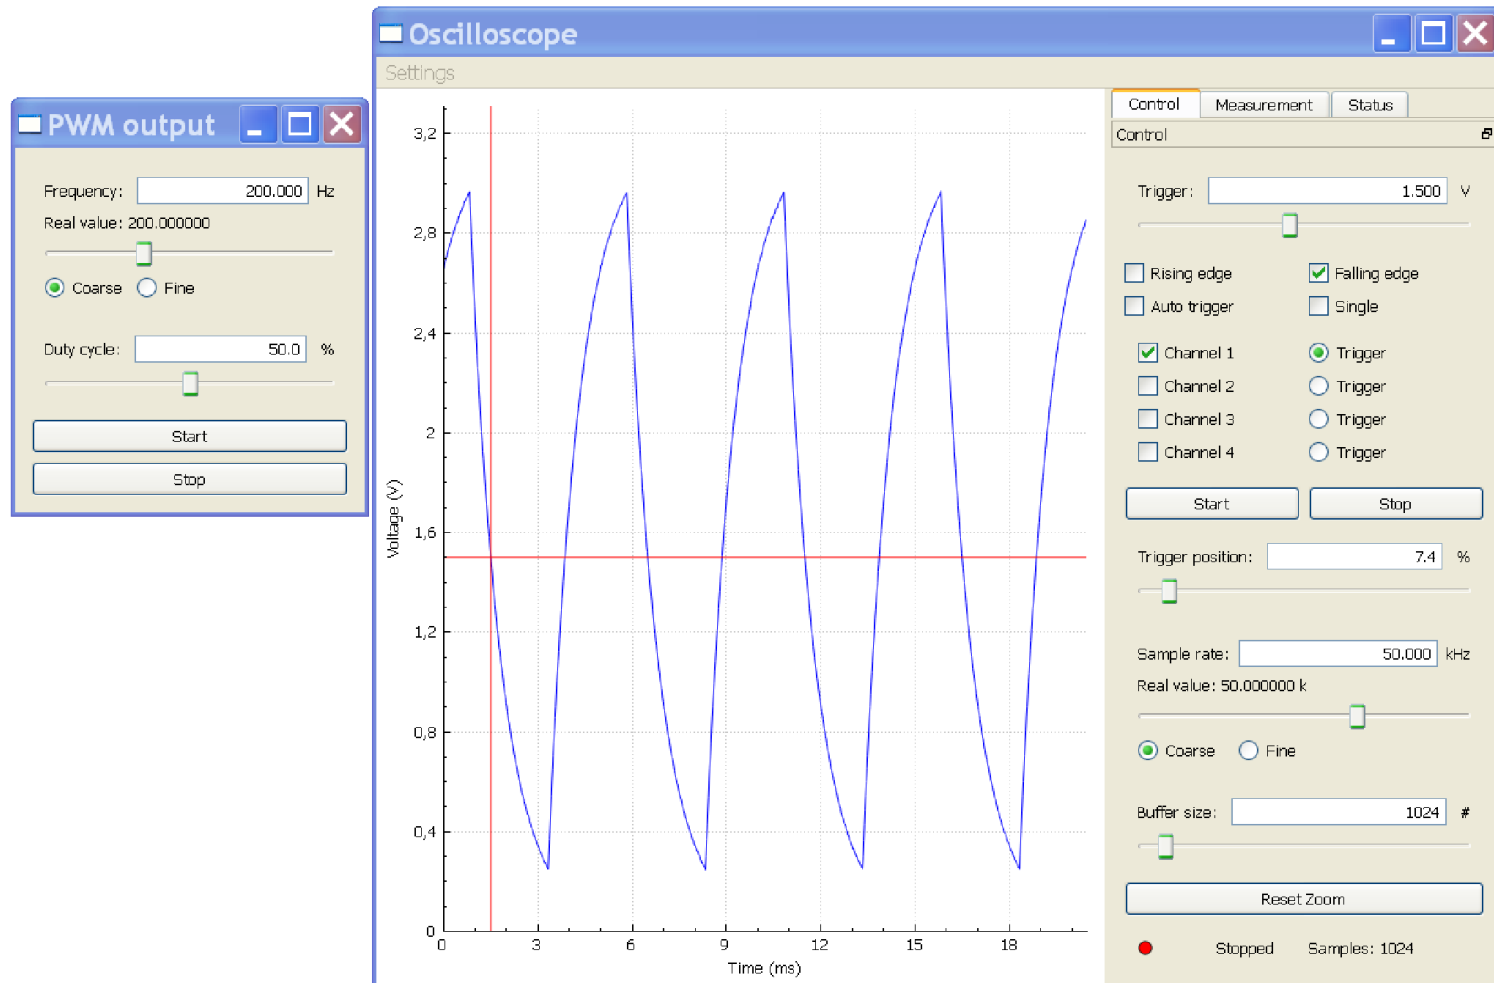 PWM output
Frequency: 200.000 Hz
Real value: 200.000000
Coarse Fine
Duty cycle: 50.0 %
Start
Stop
Oscilloscope
Settings
3,2
2,8
2,4
2
1,6
1,2
0,8
0,4
0
Voltage (V)
0 3 6 9 12 15 18
Time (ms)
Control Measurement Status
Control
Trigger: 1.500 V
Rising edge Falling edge
Auto trigger Single
Channel 1 Trigger
Channel 2 Trigger
Channel 3 Trigger
Channel 4 Trigger
Start Stop
Trigger position: 7.4 %
Sample rate: 50.000 kHz
Real value: 50.000000 k
Coarse Fine
Buffer size: 1024 #
Reset Zoom
Stopped Samples: 1024